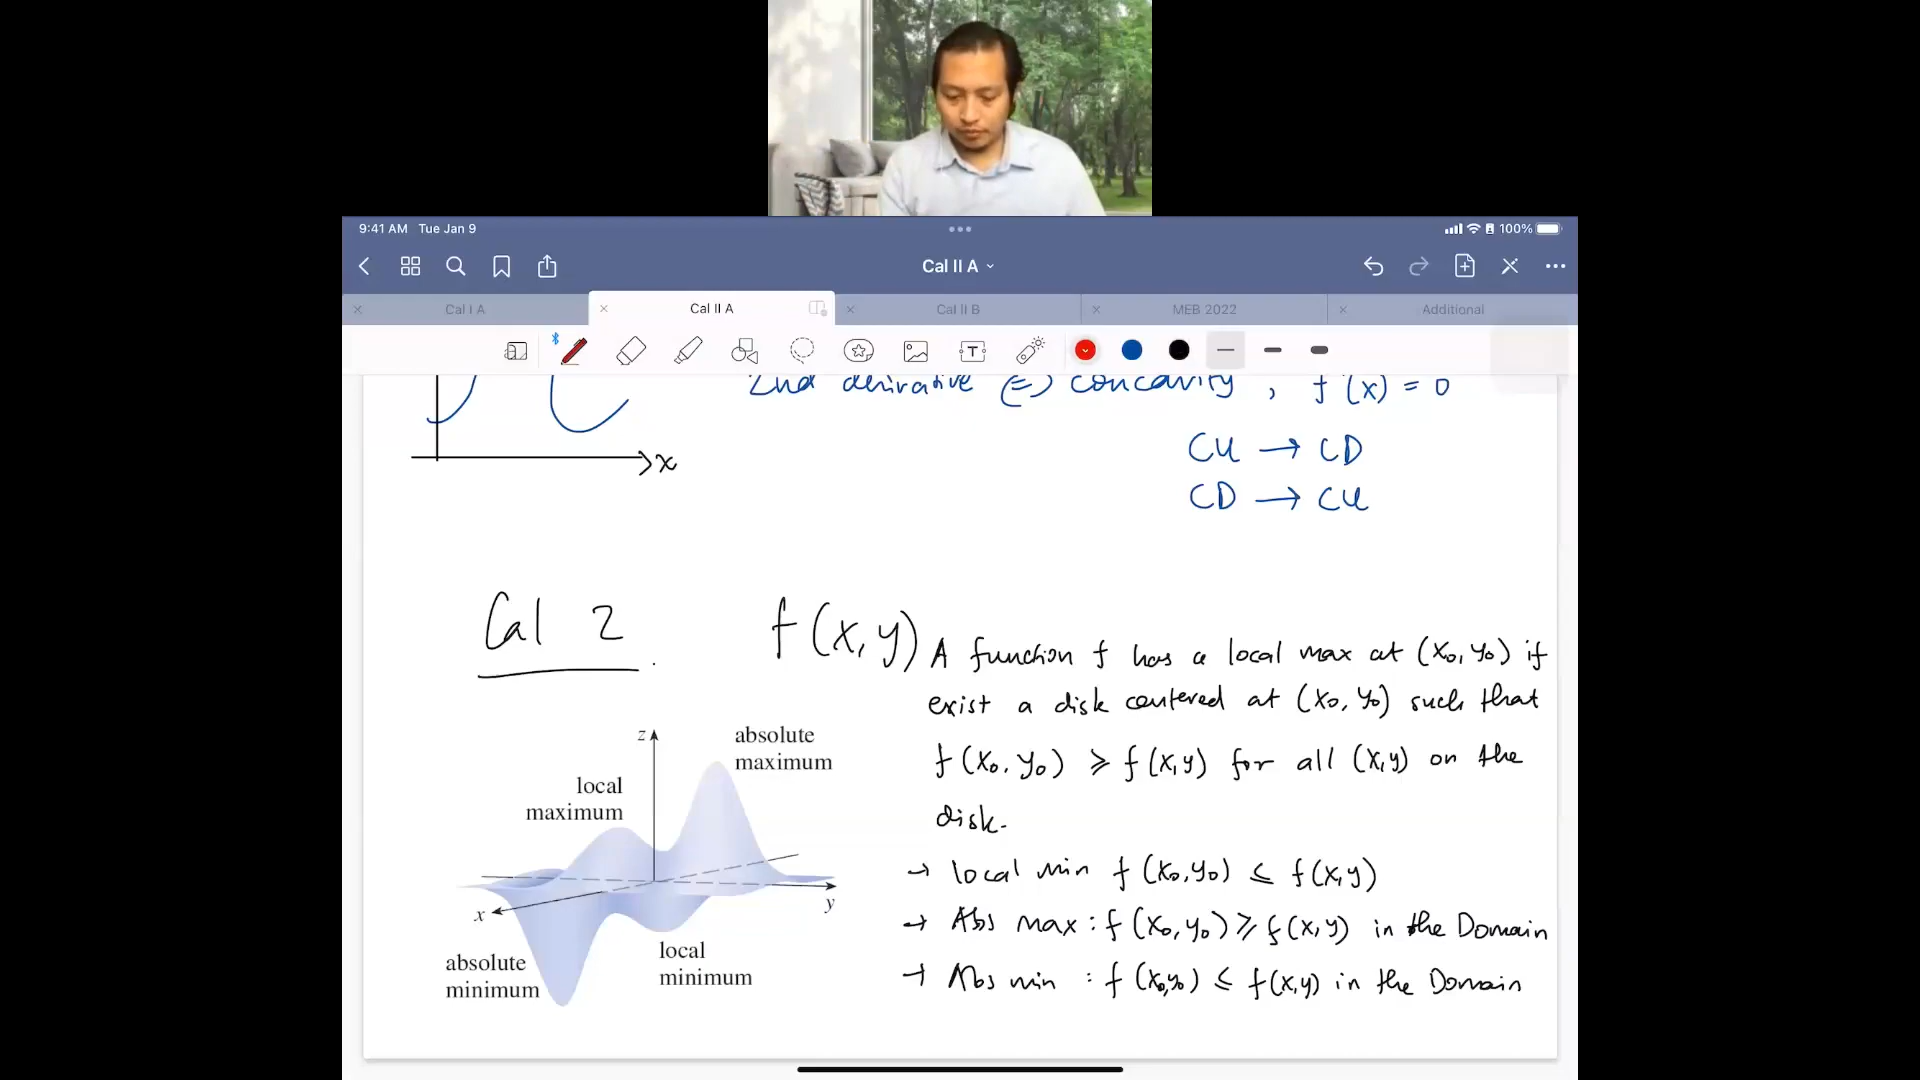 9:41 AM Tue Jan 9
100%
Cal II A
Cal I A
Cal II A
Cal II B
MEB 2022
Additional
T
2nd derivative (=) concavity , f''(x) = 0
CU → CD
CD → CU
x
Cal 2
f(x,y)
A function f has a local max at (x₀,y₀) if
exist a disk centered at (x₀,y₀) such that
f(x₀,y₀) ⩾ f(x,y) for all (x,y) on the
disk.
→ local min f(x₀,y₀) ⩽ f(x,y)
→ Abs max : f(x₀,y₀) ⩾ f(x,y) in the Domain
→ Abs min : f(x₀,y₀) ⩽ f(x,y) in the Domain
z
absolute
maximum
local
maximum
x
y
absolute
minimum
local
minimum